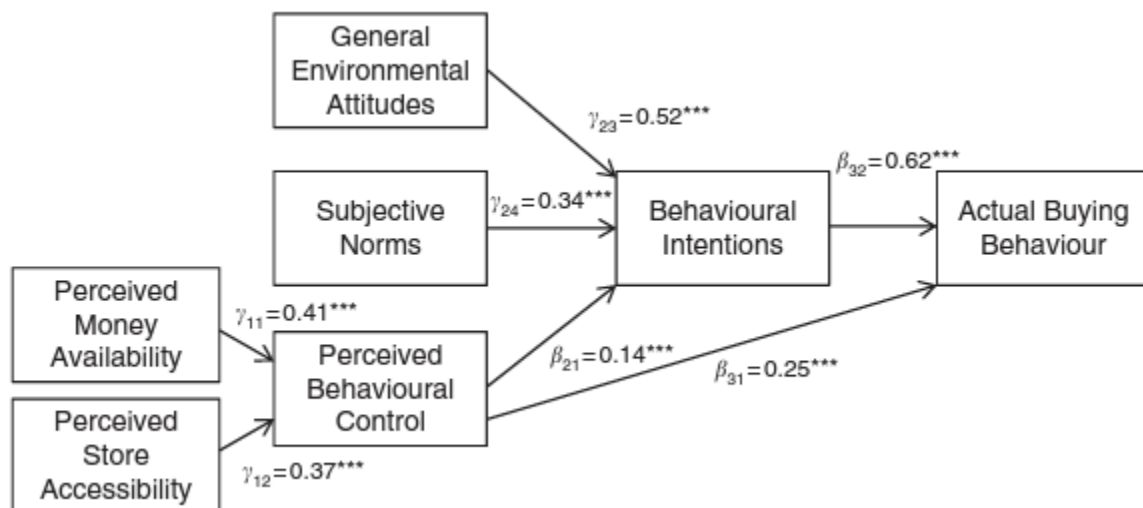 General
Environmental
Attitudes
γ23=0.52***
Subjective
Norms
γ24=0.34***
Behavioural
Intentions
β32=0.62***
Actual Buying
Behaviour
Perceived
Money
Availability
γ11=0.41***
Perceived
Behavioural
Control
β21=0.14***
β31=0.25***
Perceived
Store
Accessibility
γ12=0.37***